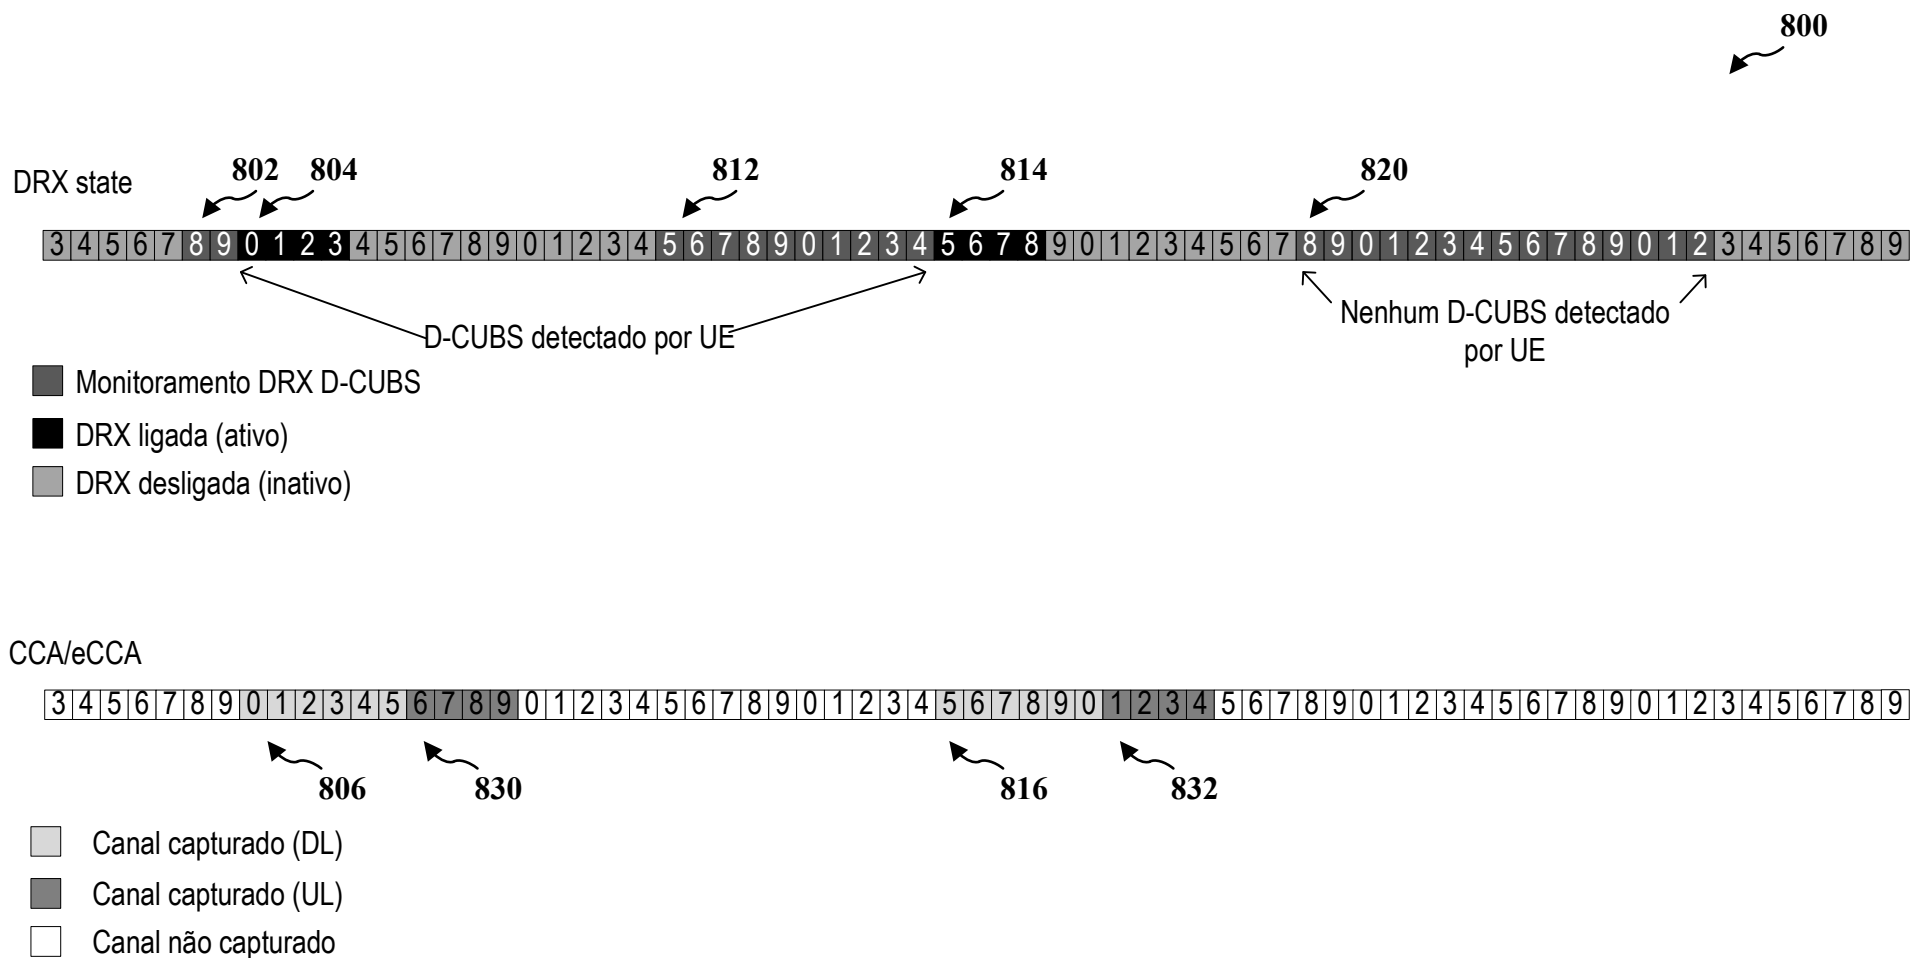 800
802 804 812 814 820
DRX state
3 4 5 6 7 8 9 0 1 2 3 4 5 6 7 8 9 0 1 2 3 4 5 6 7 8 9 0 1 2 3 4 5 6 7 8 9 0 1 2 3 4 5 6 7 8 9 0 1 2 3 4 5 6 7 8 9 0 1 2 3 4 5 6 7 8 9
D-CUBS detectado por UE
Nenhum D-CUBS detectado
por UE
Monitoramento DRX D-CUBS
DRX ligada (ativo)
DRX desligada (inativo)
CCA/eCCA
3 4 5 6 7 8 9 0 1 2 3 4 5 6 7 8 9 0 1 2 3 4 5 6 7 8 9 0 1 2 3 4 5 6 7 8 9 0 1 2 3 4 5 6 7 8 9 0 1 2 3 4 5 6 7 8 9 0 1 2 3 4 5 6 7 8 9
806 830 816 832
Canal capturado (DL)
Canal capturado (UL)
Canal não capturado